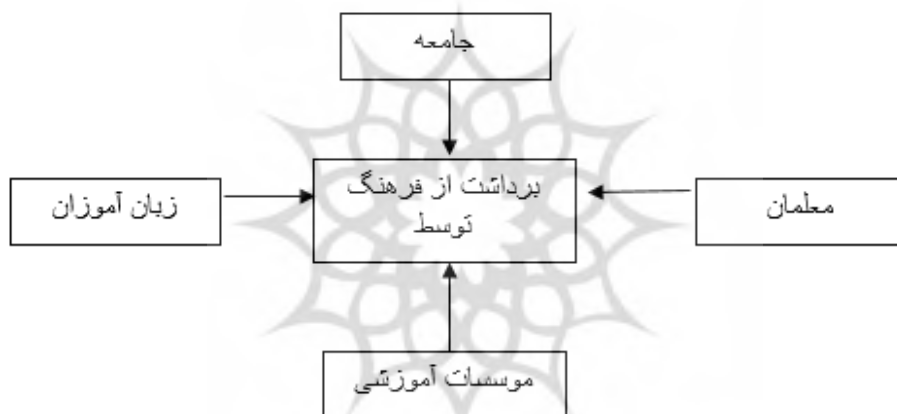 جامعه
برداشت از فرهنگ
توسط
معلمان
زبان آموزان
موسسات آموزشی